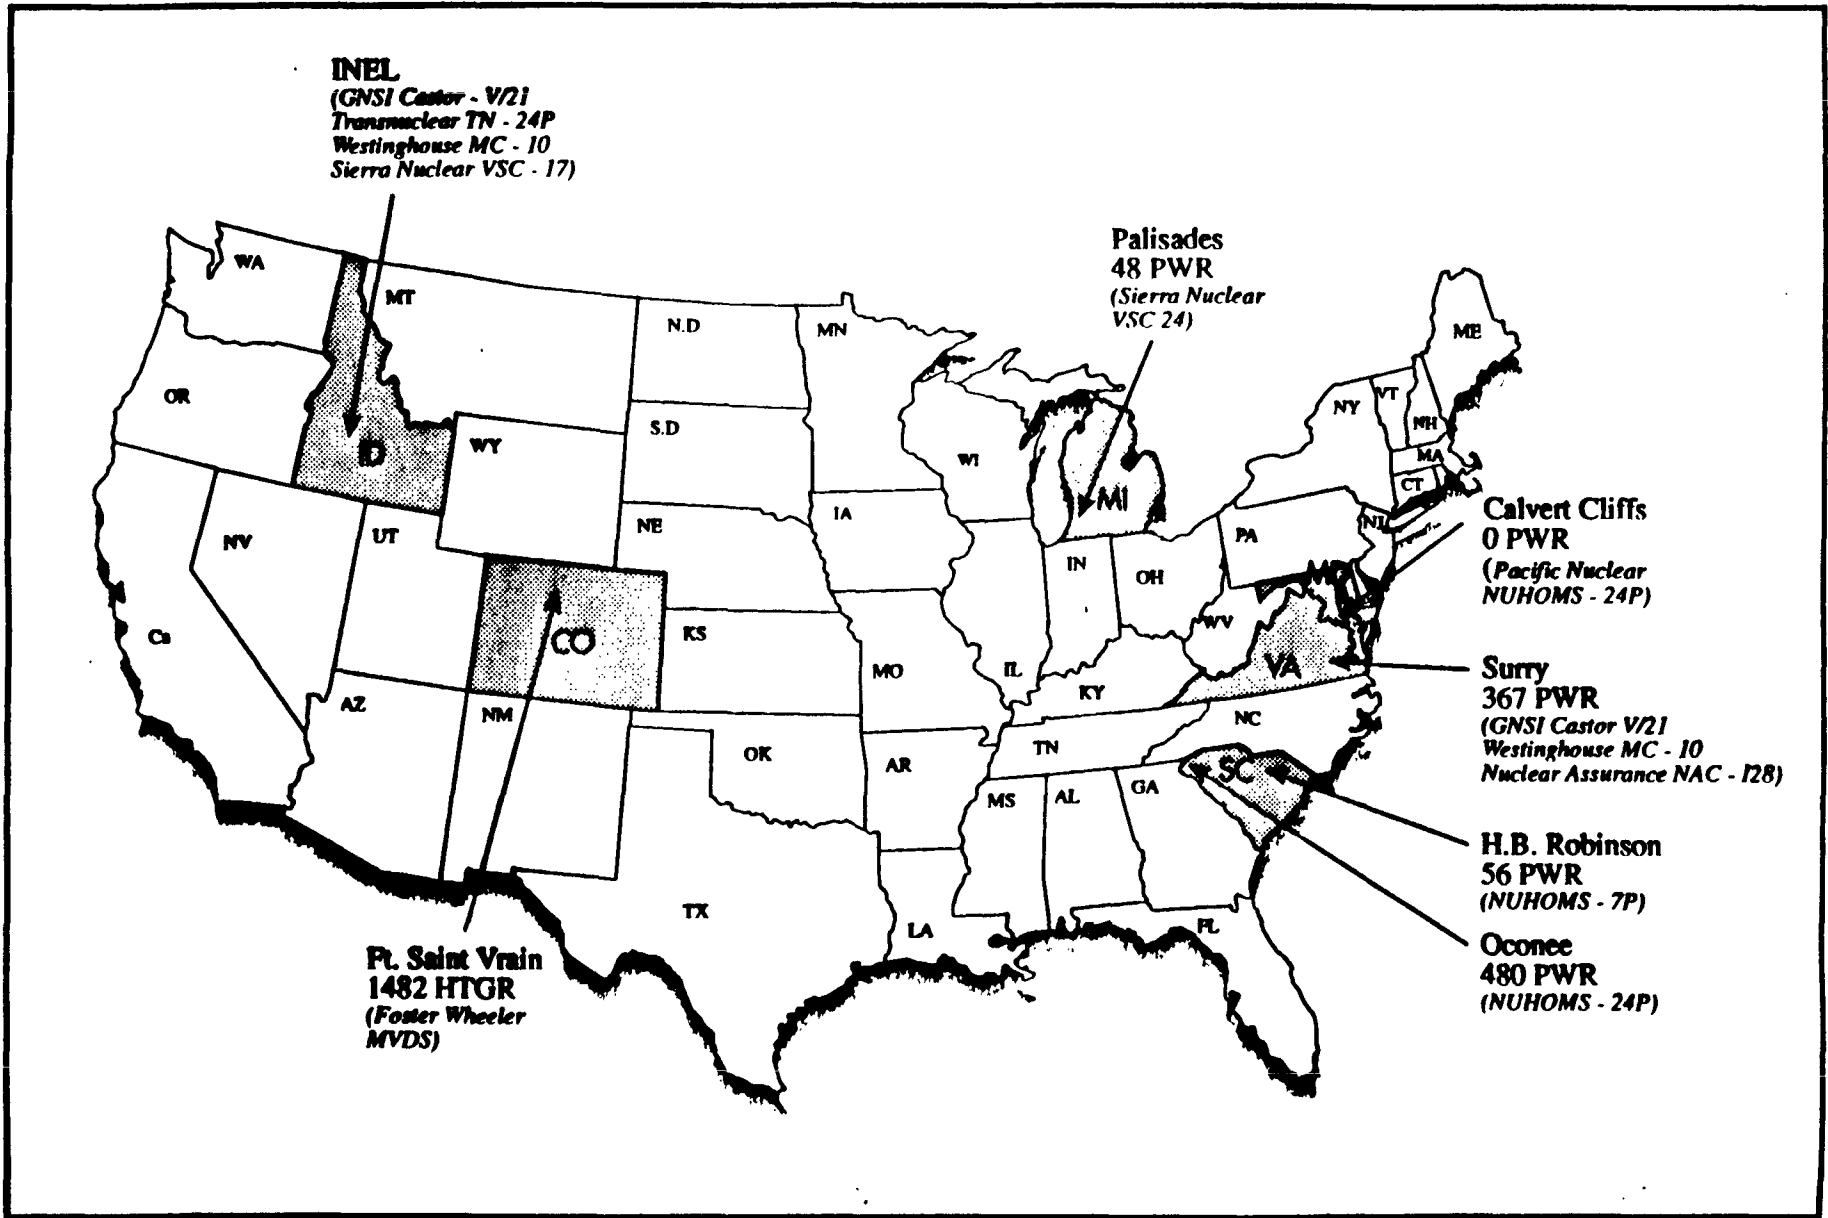 INEL
(GNSI Castor - V/21
Transnuclear TN - 24P
Westinghouse MC - 10
Sierra Nuclear VSC - 17)
Palisades
48 PWR
(Sierra Nuclear
VSC 24)
WA
MT
N.D
MN
ME
OR
ID
WY
S.D
WI
MI
NY
VT
NH
MA
CT
Calvert Cliffs
0 PWR
(Pacific Nuclear
NUHOMS - 24P)
NV
UT
NE
IA
IN
OH
PA
NJ
MD
Ca
CO
KS
MO
IL
KY
WV
VA
Surry
367 PWR
(GNSI Castor V/21
Westinghouse MC - 10
Nuclear Assurance NAC - I28)
AZ
NM
OK
AR
TN
NC
MS
AL
GA
SC
H.B. Robinson
56 PWR
(NUHOMS - 7P)
TX
LA
FL
Oconee
480 PWR
(NUHOMS - 24P)
Ft. Saint Vrain
1482 HTGR
(Foster Wheeler
MVDS)